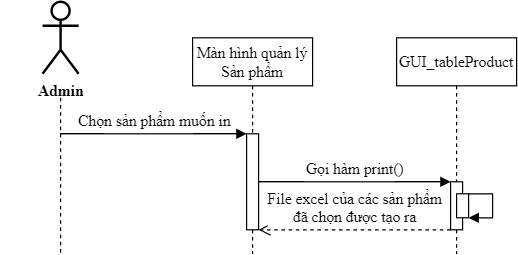 Màn hình quản lý
Sản phẩm
GUI_tableProduct
Admin
Chọn sản phẩm muốn in
Gọi hàm print()
File excel của các sản phẩm
đã chọn được tạo ra